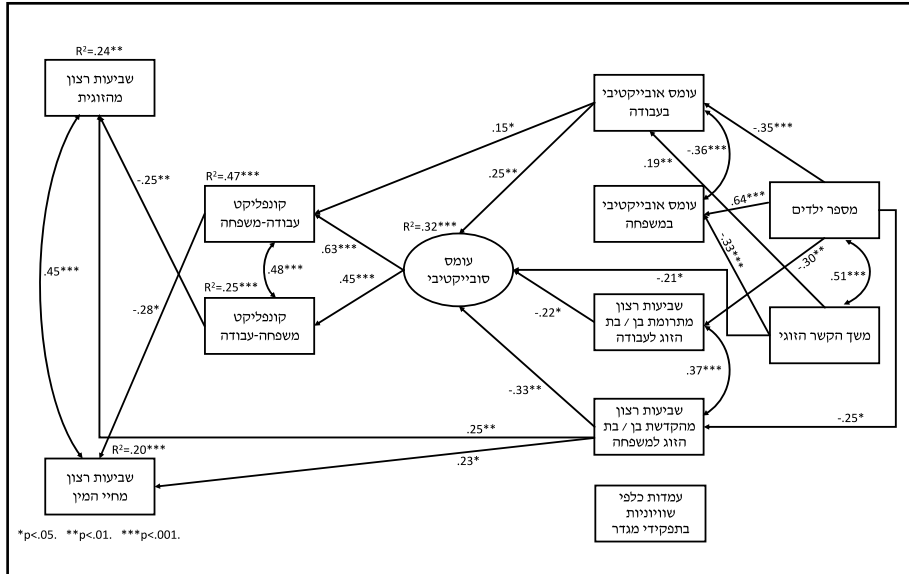 R²=.24**
שביעות רצון
מהזוגית
עומס אובייקטיבי
בעבודה
.15*
-.35***
-.36***
.25**
.19**
-.25**
R²=.47***
קונפליקט
עבודה-משפחה
עומס אובייקטיבי
במשפחה
.64***
מספר ילדים
R²=.32***
.63***
עומס
סובייקטיבי
-.33***
-.30**
.51***
.45***
.48***
.45***
-.21*
R²=.25***
קונפליקט
משפחה-עבודה
-.28*
-.22*
שביעות רצון
מתרומת בן / בת
הזוג לעבודה
משך הקשר הזוגי
.37***
-.33**
שביעות רצון
מהקדשת בן / בת
הזוג למשפחה
-.25*
.25**
R²=.20***
שביעות רצון
מחיי המין
.23*
עמדות כלפי
שוויוניות
בתפקידי מגדר
*p<.05. **p<.01. ***p<.001.